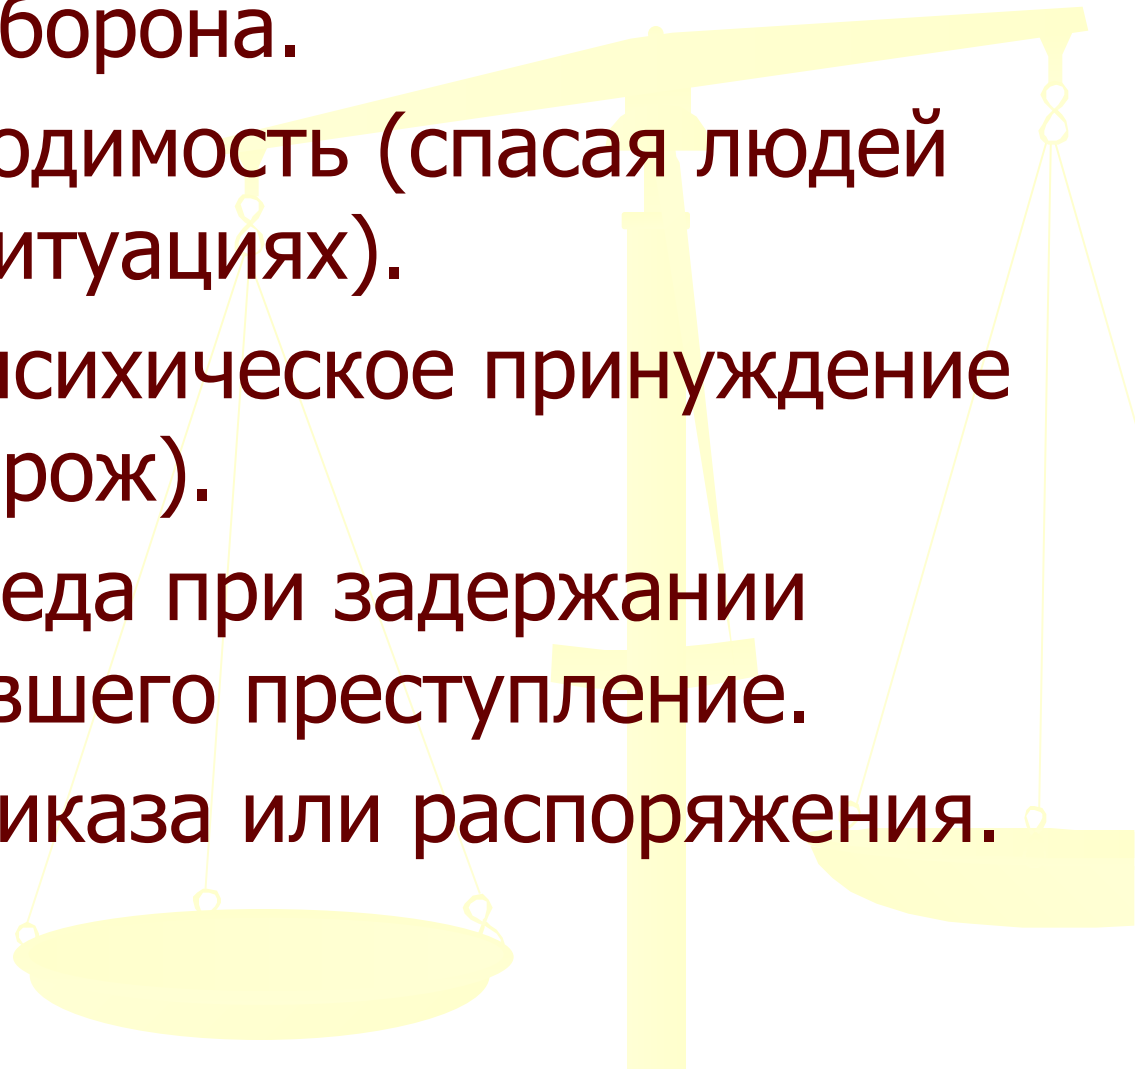 борона.
одимость (спасая людей
итуациях).
сихическое принуждение
рож).
еда при задержании
вшего преступление.
иказа или распоряжения.